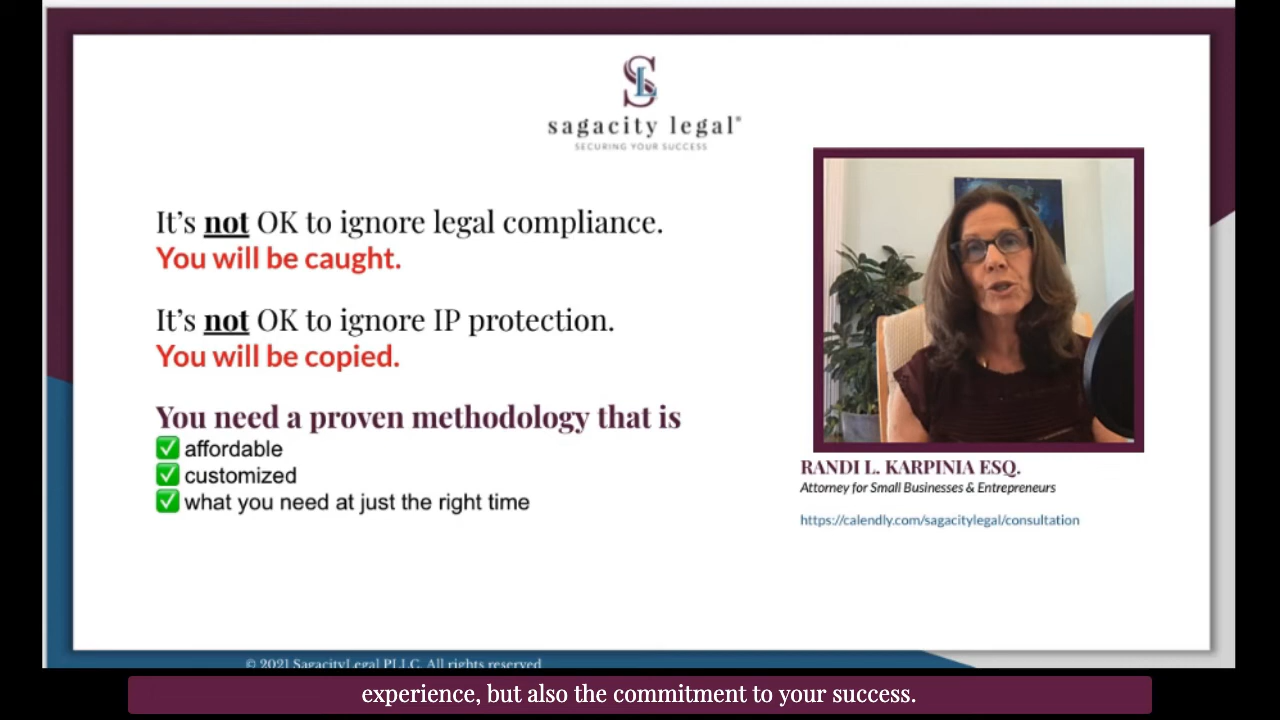 SL
sagacity legal®
SECURING YOUR SUCCESS
It's not OK to ignore legal compliance.
You will be caught.
It's not OK to ignore IP protection.
You will be copied.
You need a proven methodology that is
✅ affordable
✅ customized
✅ what you need at just the right time
RANDI L. KARPINIA ESQ.
Attorney for Small Businesses & Entrepreneurs
https://calendly.com/sagacitylegal/consultation
© 2021 SagacityLegal PLLC. All rights reserved
experience, but also the commitment to your success.